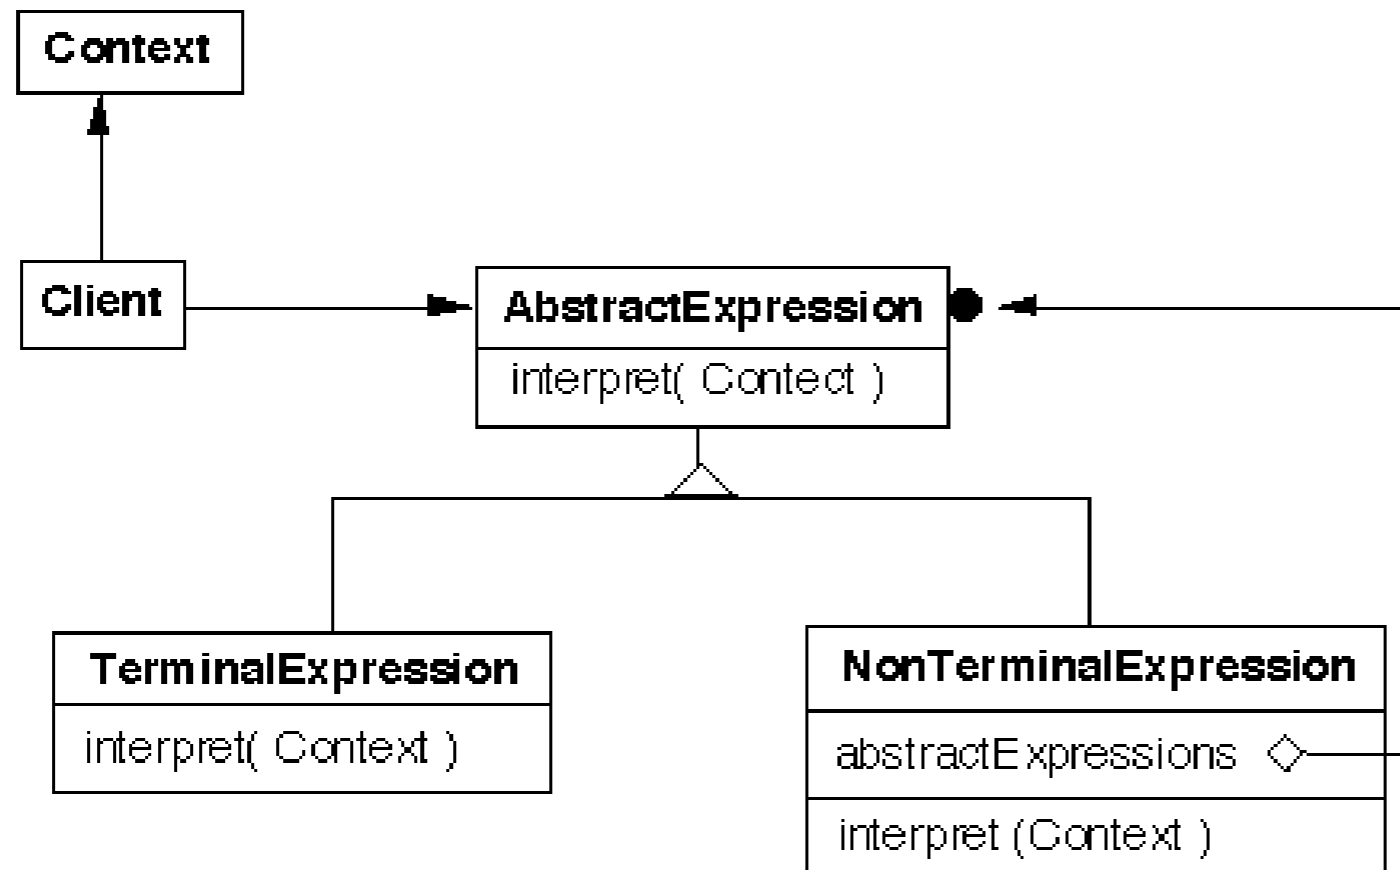 Context
Client
AbstractExpression
interpret( Contect )
TerminalExpression
interpret( Context )
NonTerminalExpression
abstractExpressions
interpret (Context )